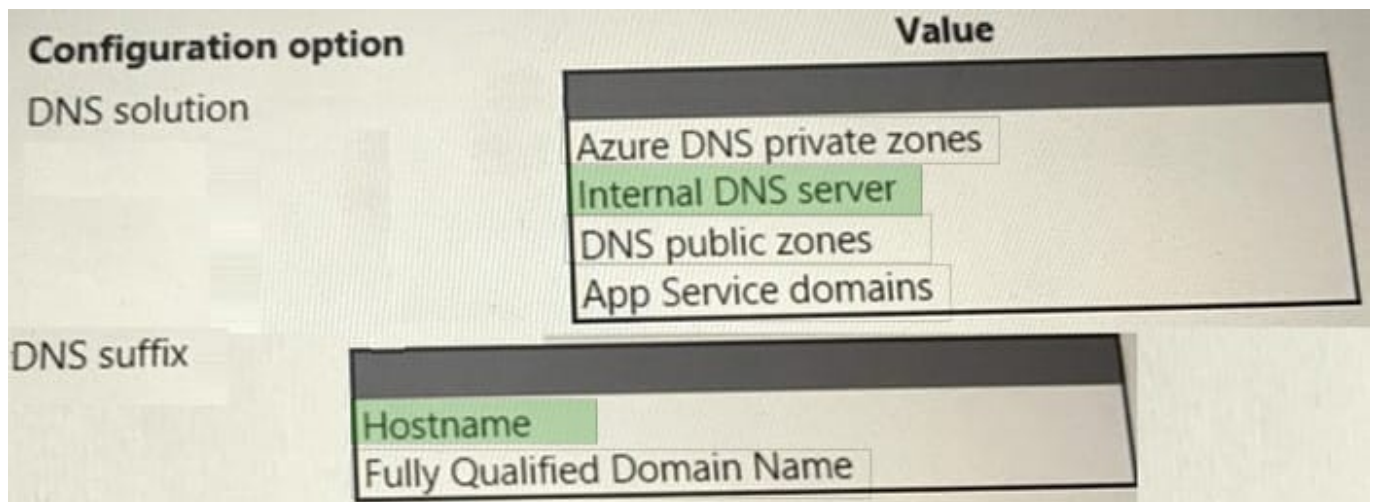 Configuration option
Value
DNS solution
Azure DNS private zones
Internal DNS server
DNS public zones
App Service domains
DNS suffix
Hostname
Fully Qualified Domain Name